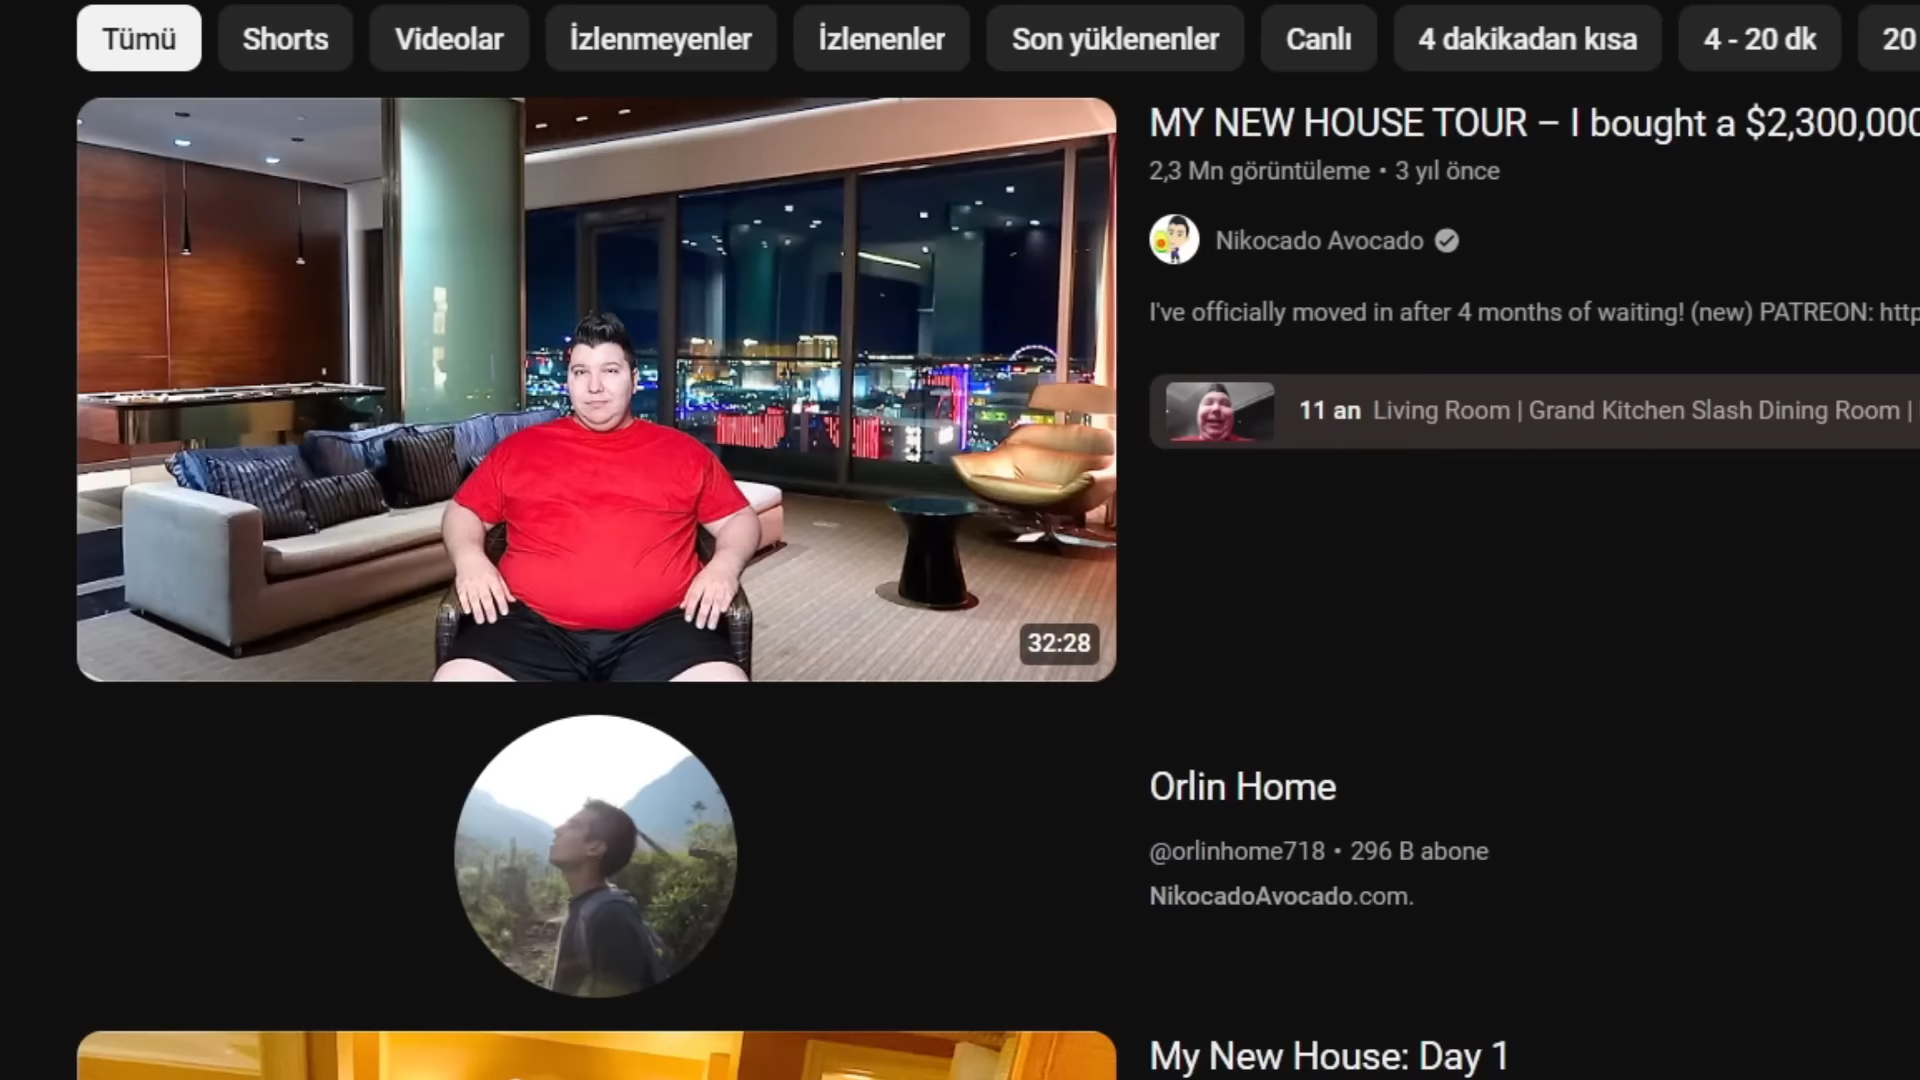 Tümü
Shorts
Videolar
İzlenmeyenler
İzlenenler
Son yüklenenler
Canlı
4 dakikadan kısa
4 - 20 dk
20
MY NEW HOUSE TOUR – I bought a $2,300,000
2,3 Mn görüntüleme • 3 yıl önce
Nikocado Avocado
I've officially moved in after 4 months of waiting! (new) PATREON: http
11 an Living Room | Grand Kitchen Slash Dining Room |
32:28
Orlin Home
@orlinhome718 • 296 B abone
NikocadoAvocado.com.
My New House: Day 1